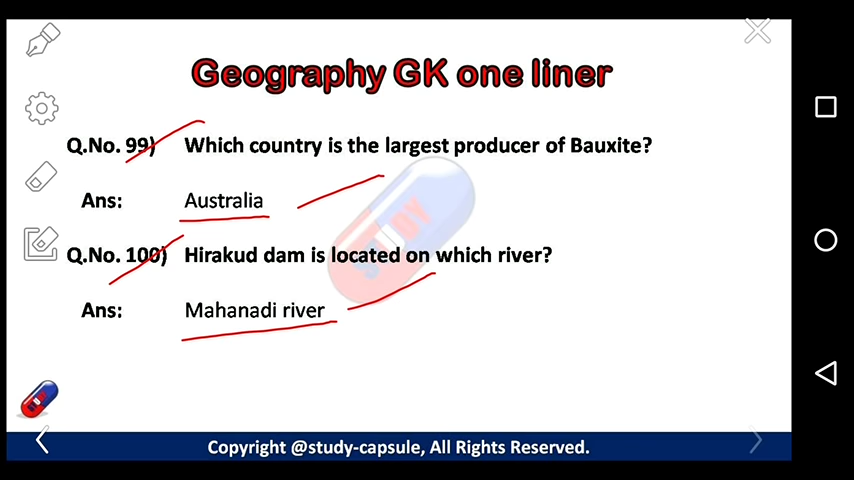 Geography GK one liner
Q.No. 99) Which country is the largest producer of Bauxite?
Ans: Australia
Q.No. 100) Hirakud dam is located on which river?
Ans: Mahanadi river
STUDY
Copyright @study-capsule, All Rights Reserved.